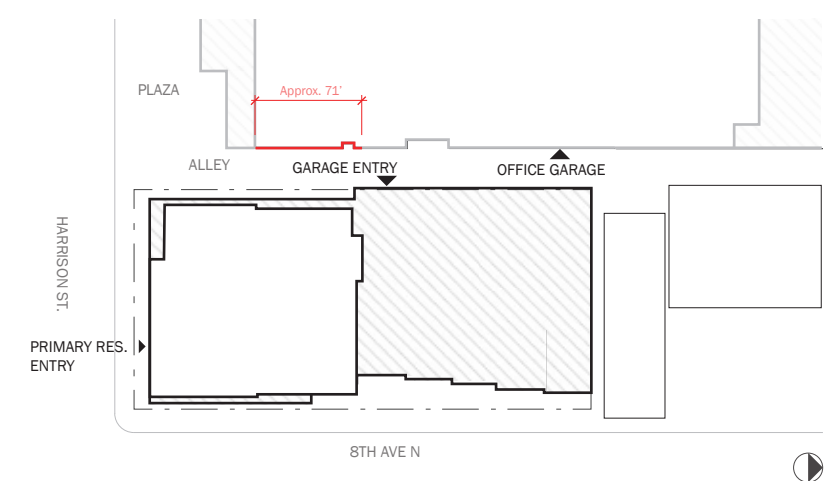 PLAZA
Approx. 71'
ALLEY
GARAGE ENTRY
OFFICE GARAGE
HARRISON ST.
PRIMARY RES.
ENTRY
8TH AVE N